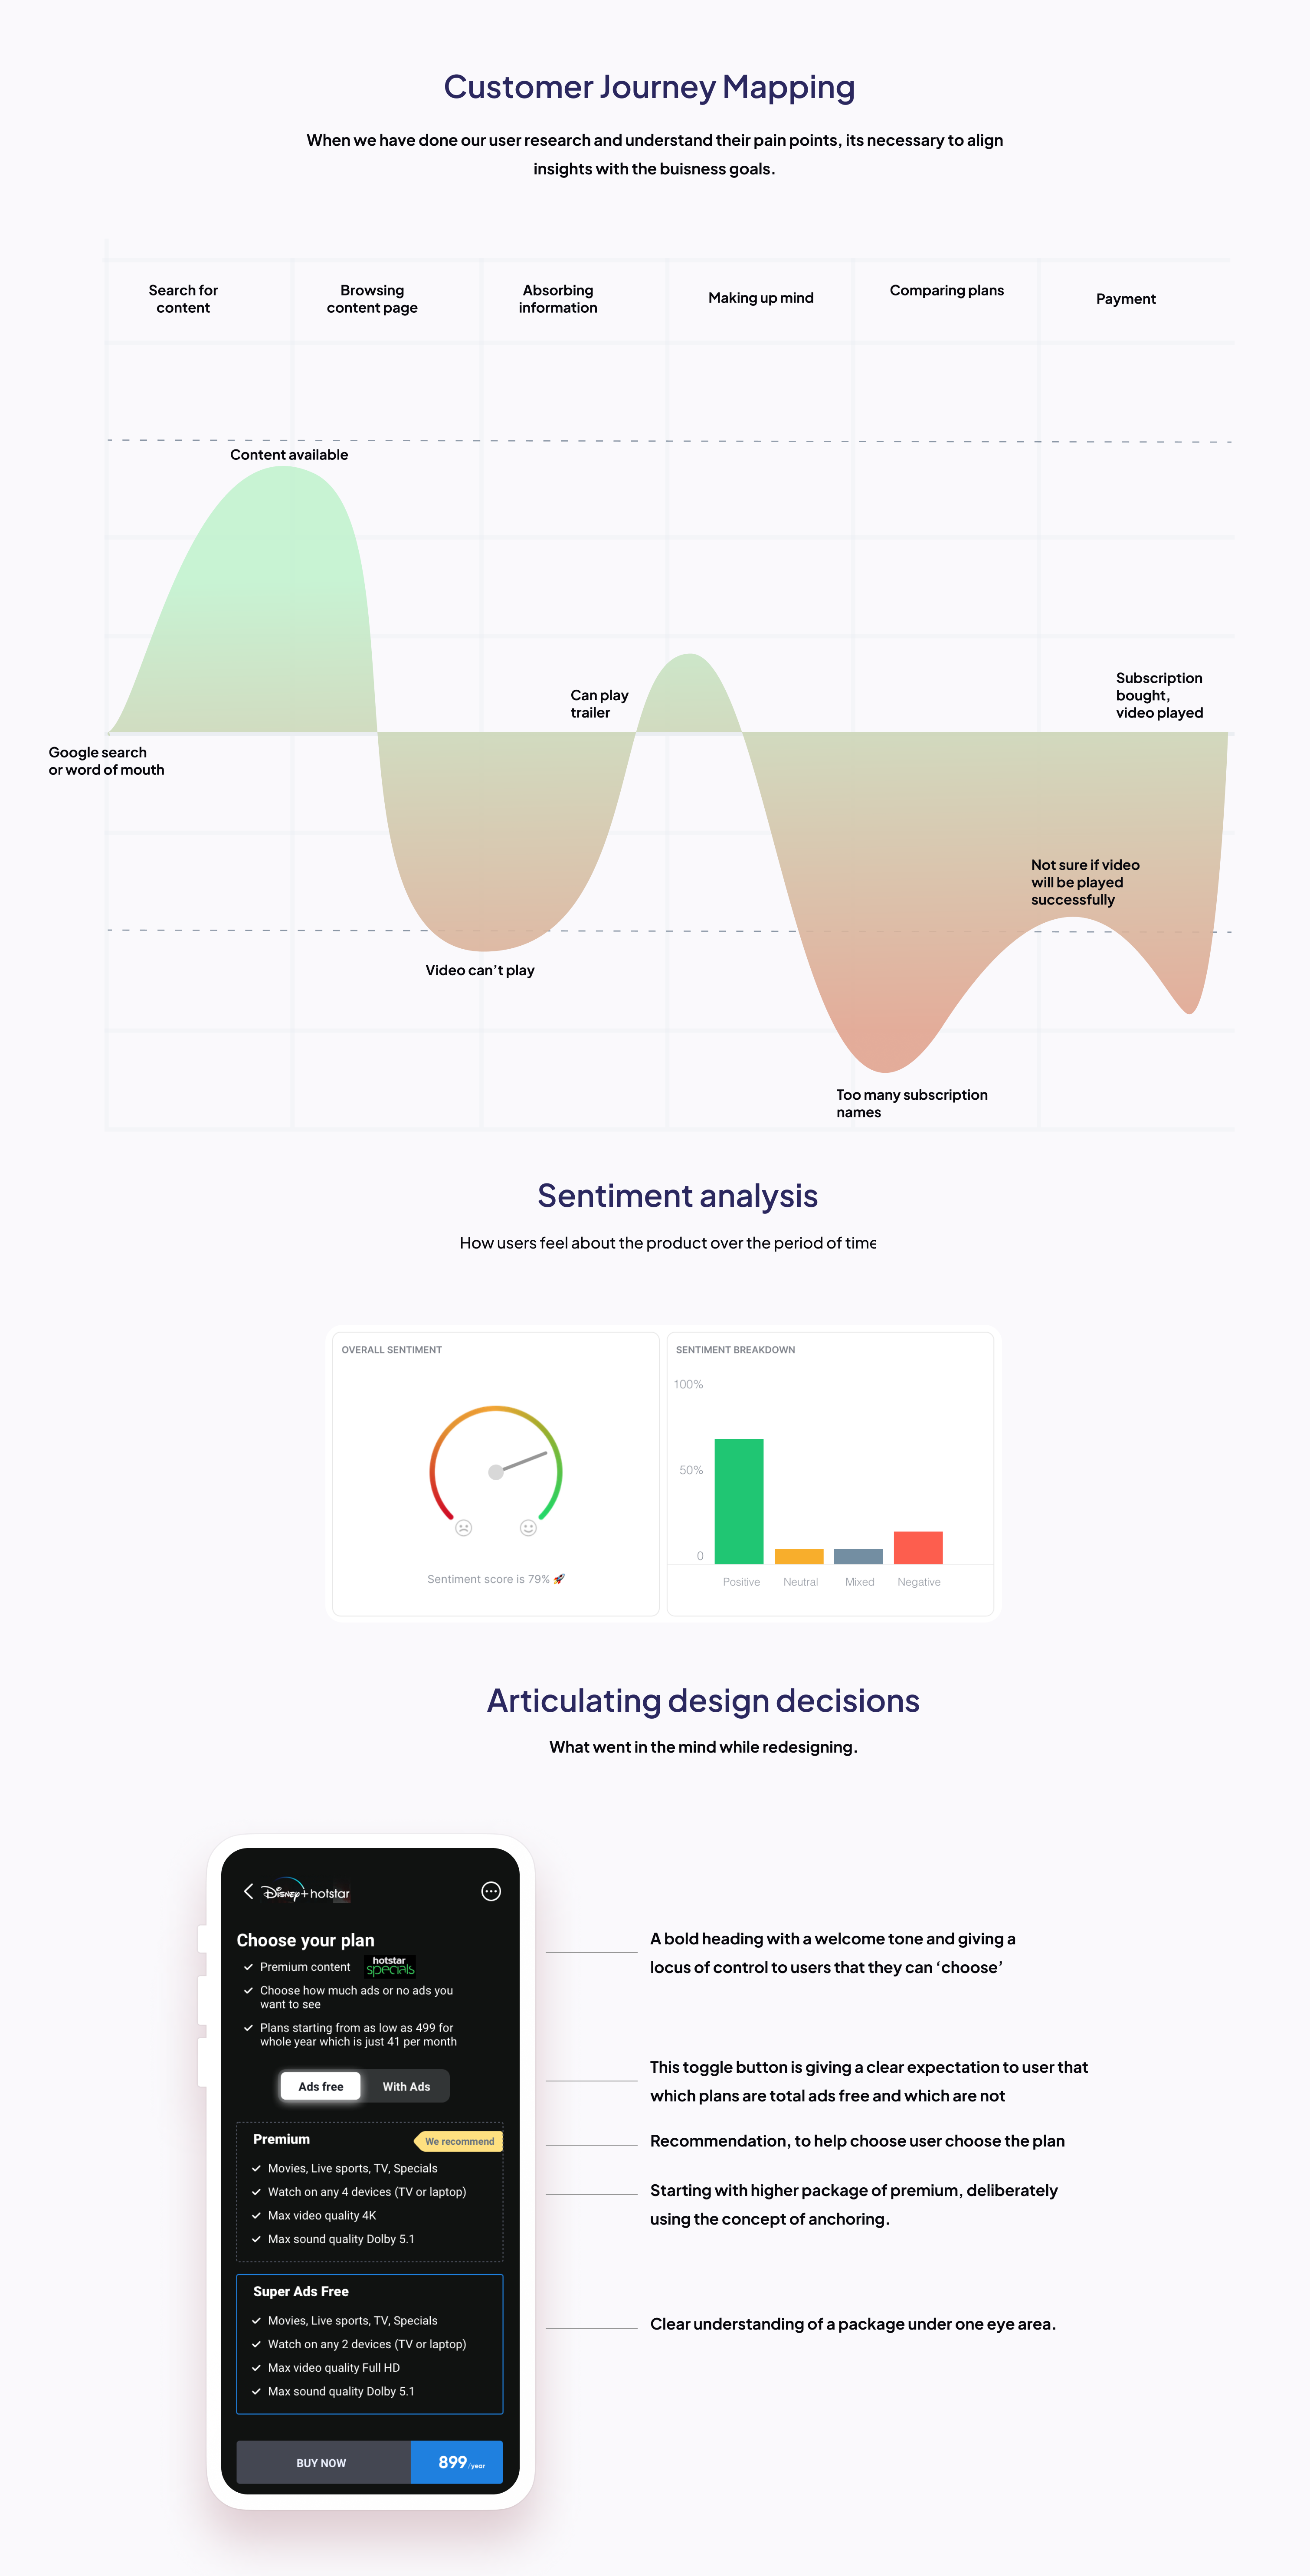 Customer Journey Mapping
When we have done our user research and understand their pain points, its necessary to align
insights with the buisness goals.
Search for
content
Browsing
content page
Absorbing
information
Making up mind
Comparing plans
Payment
Content available
Can play
trailer
Subscription
bought,
video played
Google search
or word of mouth
Not sure if video
will be played
successfully
Video can’t play
Too many subscription
names
Sentiment analysis
How users feel about the product over the period of time
OVERALL SENTIMENT
Sentiment score is 79% 🚀
SENTIMENT BREAKDOWN
100%
50%
0
Positive
Neutral
Mixed
Negative
Articulating design decisions
What went in the mind while redesigning.
Disney+ hotstar
Choose your plan
Premium content
hotstar
specials
Choose how much ads or no ads you
want to see
Plans starting from as low as 499 for
whole year which is just 41 per month
Ads free
With Ads
Premium
We recommend
Movies, Live sports, TV, Specials
Watch on any 4 devices (TV or laptop)
Max video quality 4K
Max sound quality Dolby 5.1
Super Ads Free
Movies, Live sports, TV, Specials
Watch on any 2 devices (TV or laptop)
Max video quality Full HD
Max sound quality Dolby 5.1
BUY NOW
899 /year
A bold heading with a welcome tone and giving a
locus of control to users that they can ‘choose’
This toggle button is giving a clear expectation to user that
which plans are total ads free and which are not
Recommendation, to help choose user choose the plan
Starting with higher package of premium, deliberately
using the concept of anchoring.
Clear understanding of a package under one eye area.